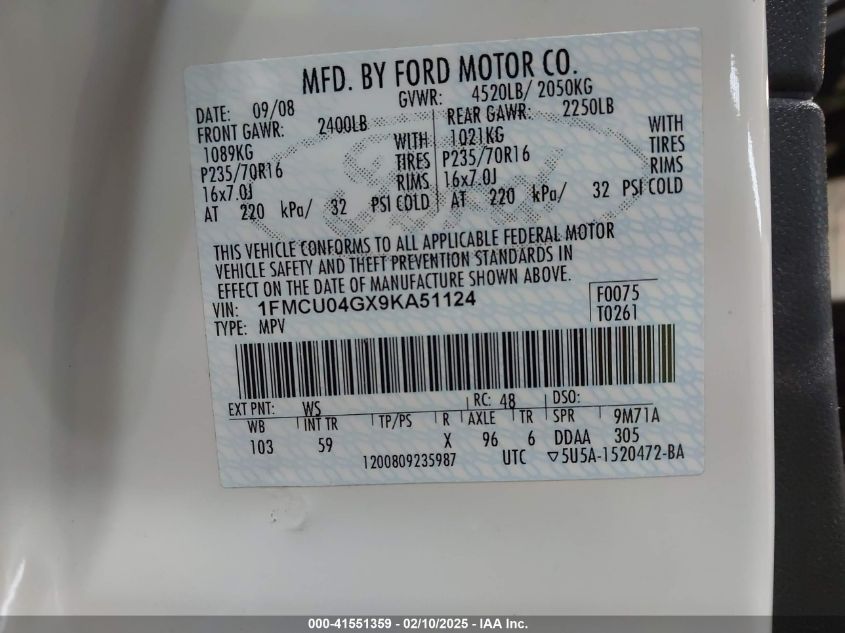 MFD. BY FORD MOTOR CO.
DATE: 09/08 GVWR: 4520LB/ 2050KG
FRONT GAWR: 2400LB REAR GAWR: 2250LB
1089KG WITH 1021KG WITH
P235/70R16 TIRES P235/70R16 TIRES
16x7.0J RIMS 16x7.0J RIMS
AT 220 kPa/ 32 PSI COLD AT 220 kPa/ 32 PSI COLD
THIS VEHICLE CONFORMS TO ALL APPLICABLE FEDERAL MOTOR
VEHICLE SAFETY AND THEFT PREVENTION STANDARDS IN
EFFECT ON THE DATE OF MANUFACTURE SHOWN ABOVE.
VIN: 1FMCU04GX9KA51124 F0075
TYPE: MPV T0261
EXT PNT: WS RC: 48 DSO:
WB INT TR TP/PS R AXLE TR SPR 9M71A
103 59 X 96 6 DDAA 305
1200809235987 UTC ▽5U5A-1520472-BA
000-41551359 - 02/10/2025 - IAA Inc.